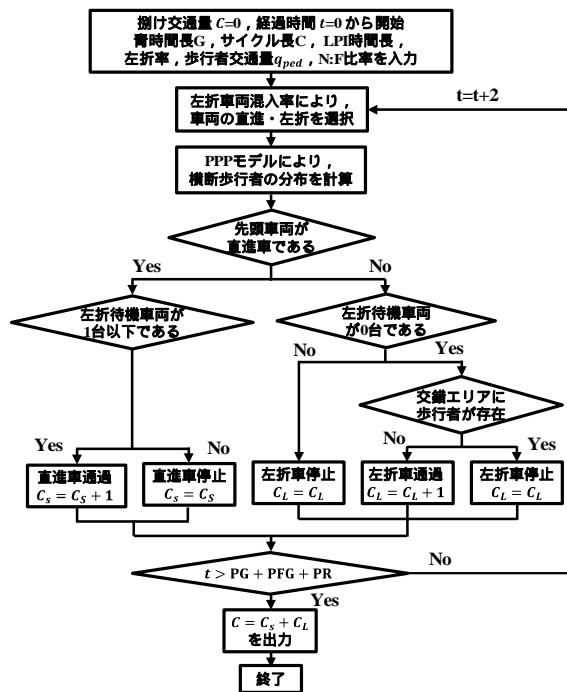 捌け交通量 C=0，経過時間 t=0 から開始
青時間長G，サイクル長C， LPI時間長，
左折率，歩行者交通量q_ped，N:F比率を入力
左折車両混入率により，
車両の直進・左折を選択
t=t+2
PPPモデルにより，
横断歩行者の分布を計算
先頭車両が
直進車である
Yes
No
左折待機車両が
1台以下である
左折待機車両
が0台である
No
Yes
交錯エリアに
歩行者が存在
Yes
No
No
Yes
直進車通過
C_s = C_S + 1
直進車停止
C_s = C_S
左折車停止
C_L = C_L
左折車通過
C_L = C_L + 1
左折車停止
C_L = C_L
t > PG + PFG + PR
No
Yes
C = C_s + C_L
を出力
終了